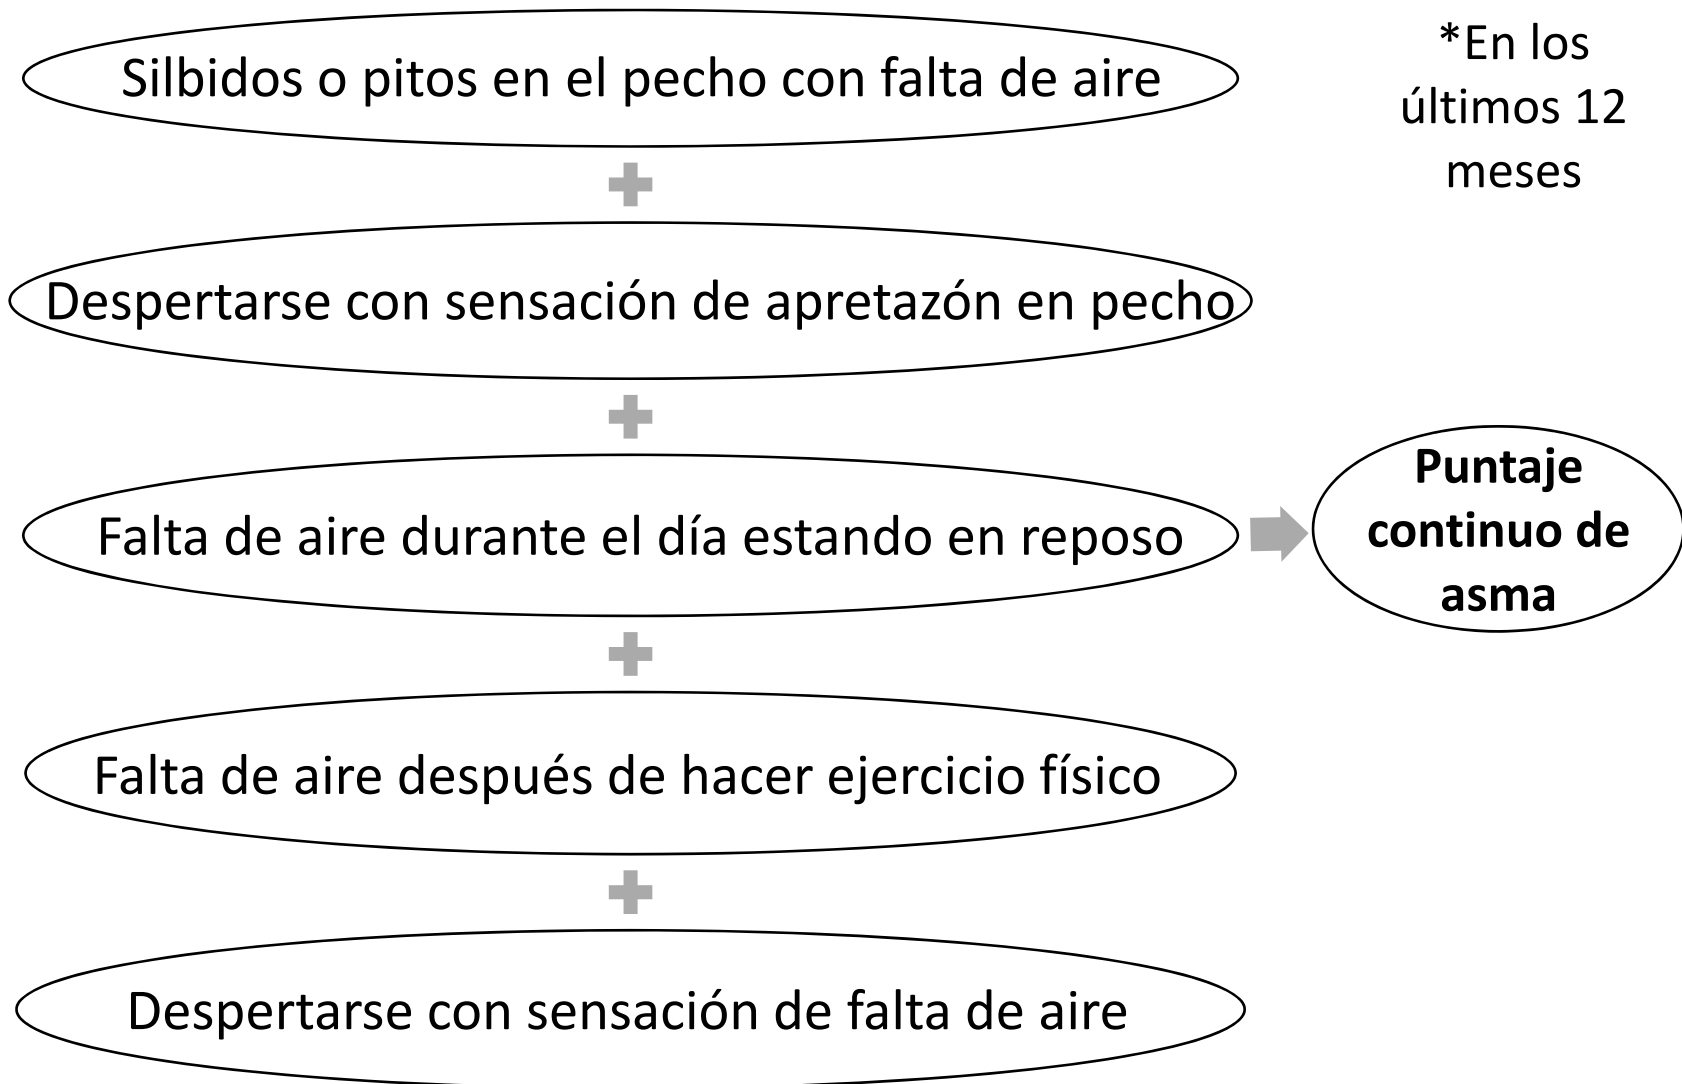 Silbidos o pitos en el pecho con falta de aire
*En los
últimos 12
meses
Despertarse con sensación de apretazón en pecho
Falta de aire durante el día estando en reposo
Puntaje
continuo de
asma
Falta de aire después de hacer ejercicio físico
Despertarse con sensación de falta de aire